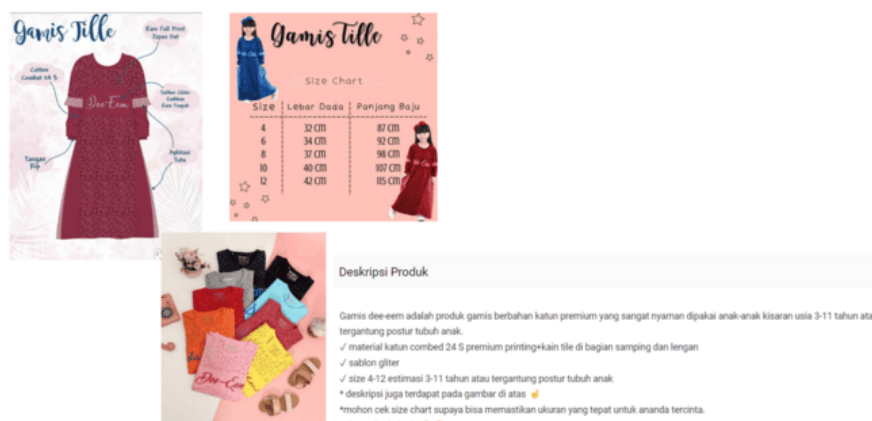 Gamis Tille
Kain Full Print
Cotton
Combat 24 S
Dee-Eem
Tangan
Rip
Aplikasi
Tutu
Gamis Tille
Size Chart
Size Lebar Dada Panjang Baju
4 32 CM 87 CM
6 34 CM 92 CM
8 37 CM 98 CM
10 40 CM 107 CM
12 42 CM 115 CM
Dee-Eem
Deskripsi Produk
Gamis dee-eem adalah produk gamis berbahan katun premium yang sangat nyaman dipakai anak-anak kisaran usia 3-11 tahun ata
tergantung postur tubuh anak.
✓ material katun combed 24 S premium printing+kain tile di bagian samping dan lengan
✓ sablon gliter
✓ size 4-12 estimasi 3-11 tahun atau tergantung postur tubuh anak
* deskripsi juga terdapat pada gambar di atas ☝
*mohon cek size chart supaya bisa memastikan ukuran yang tepat untuk ananda tercinta.